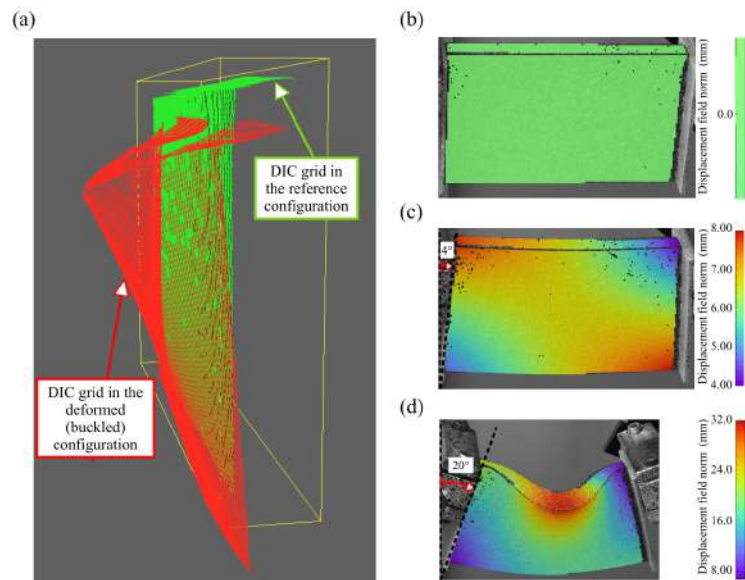 (a)
DIC grid in
the reference
configuration
DIC grid in the
deformed
(buckled)
configuration
(b)
Displacement field norm (mm)
0.0
(c)
4°
Displacement field norm (mm)
8.00
7.00
6.00
5.00
4.00
(d)
20°
Displacement field norm (mm)
32.0
24.0
16.0
8.00